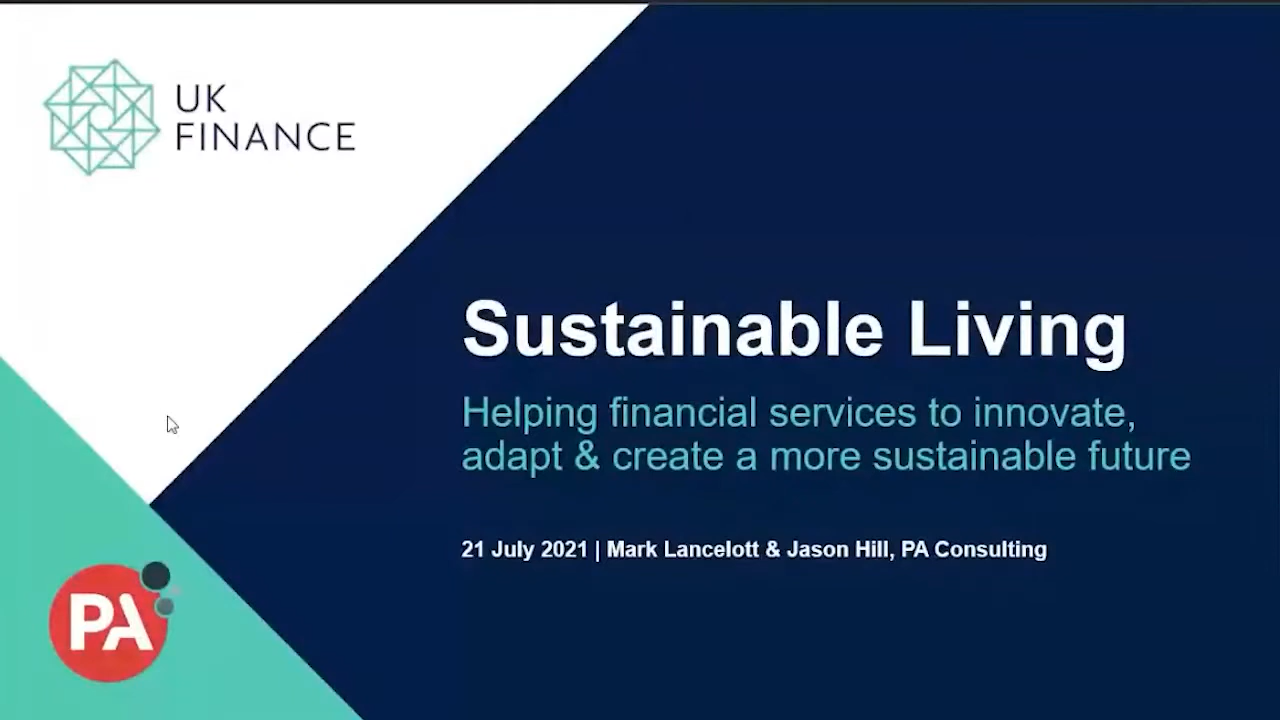 UK
FINANCE
Sustainable Living
Helping financial services to innovate,
adapt & create a more sustainable future
21 July 2021 | Mark Lancelott & Jason Hill, PA Consulting
PA